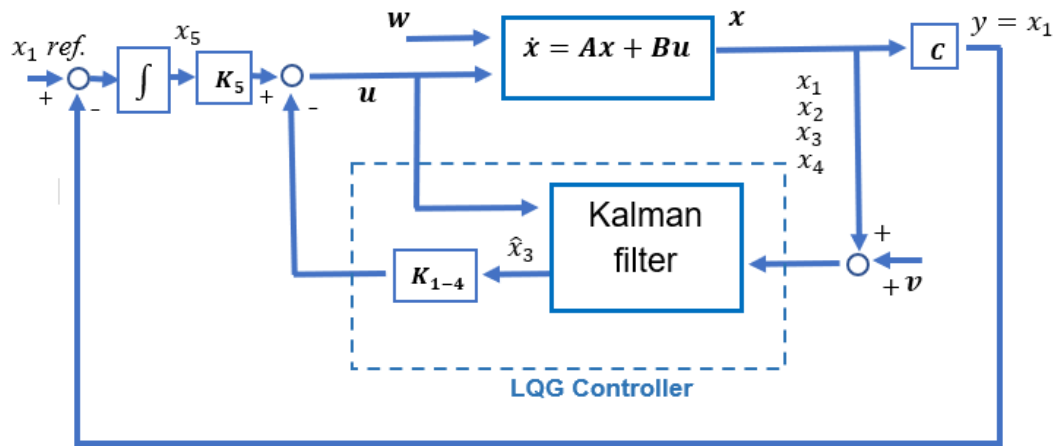 w
x
y = x₁
x₁ ref.
x₅
ẋ = Ax + Bu
C
∫
K₅
+
-
+
-
u
x₁
x₂
x₃
x₄
Kalman
filter
x̂₃
K₁₋₄
+
+ v
LQG Controller